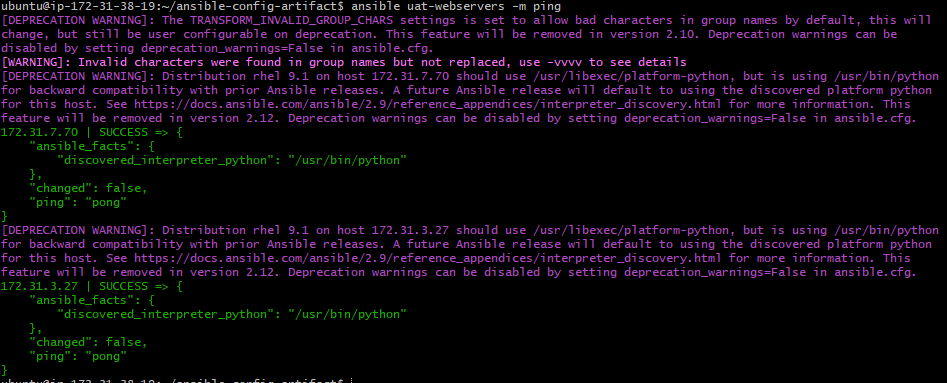 ubuntu@ip-172-31-38-19:~/ansible-config-artifact$ ansible uat-webservers -m ping
[DEPRECATION WARNING]: The TRANSFORM_INVALID_GROUP_CHARS settings is set to allow bad characters in group names by default, this will
change, but still be user configurable on deprecation. This feature will be removed in version 2.10. Deprecation warnings can be
disabled by setting deprecation_warnings=False in ansible.cfg.
[WARNING]: Invalid characters were found in group names but not replaced, use -vvvv to see details
[DEPRECATION WARNING]: Distribution rhel 9.1 on host 172.31.7.70 should use /usr/libexec/platform-python, but is using /usr/bin/python
for backward compatibility with prior Ansible releases. A future Ansible release will default to using the discovered platform python
for this host. See https://docs.ansible.com/ansible/2.9/reference_appendices/interpreter_discovery.html for more information. This
feature will be removed in version 2.12. Deprecation warnings can be disabled by setting deprecation_warnings=False in ansible.cfg.
172.31.7.70 | SUCCESS => {
    "ansible_facts": {
        "discovered_interpreter_python": "/usr/bin/python"
    },
    "changed": false,
    "ping": "pong"
}
[DEPRECATION WARNING]: Distribution rhel 9.1 on host 172.31.3.27 should use /usr/libexec/platform-python, but is using /usr/bin/python
for backward compatibility with prior Ansible releases. A future Ansible release will default to using the discovered platform python
for this host. See https://docs.ansible.com/ansible/2.9/reference_appendices/interpreter_discovery.html for more information. This
feature will be removed in version 2.12. Deprecation warnings can be disabled by setting deprecation_warnings=False in ansible.cfg.
172.31.3.27 | SUCCESS => {
    "ansible_facts": {
        "discovered_interpreter_python": "/usr/bin/python"
    },
    "changed": false,
    "ping": "pong"
}
ubuntu@ip-172-31-38-19:~/ansible-config-artifact$